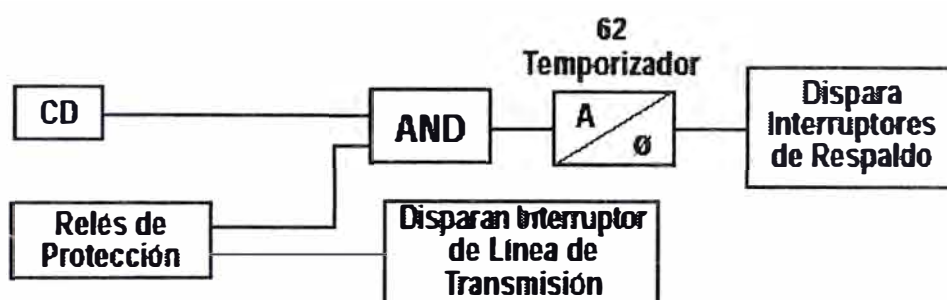 62
Temporizador
CD
AND
A
Ø
Dispara
Interruptores
de Respaldo
Relés de
Protección
Disparan Interruptor
de Línea de
Transmisión